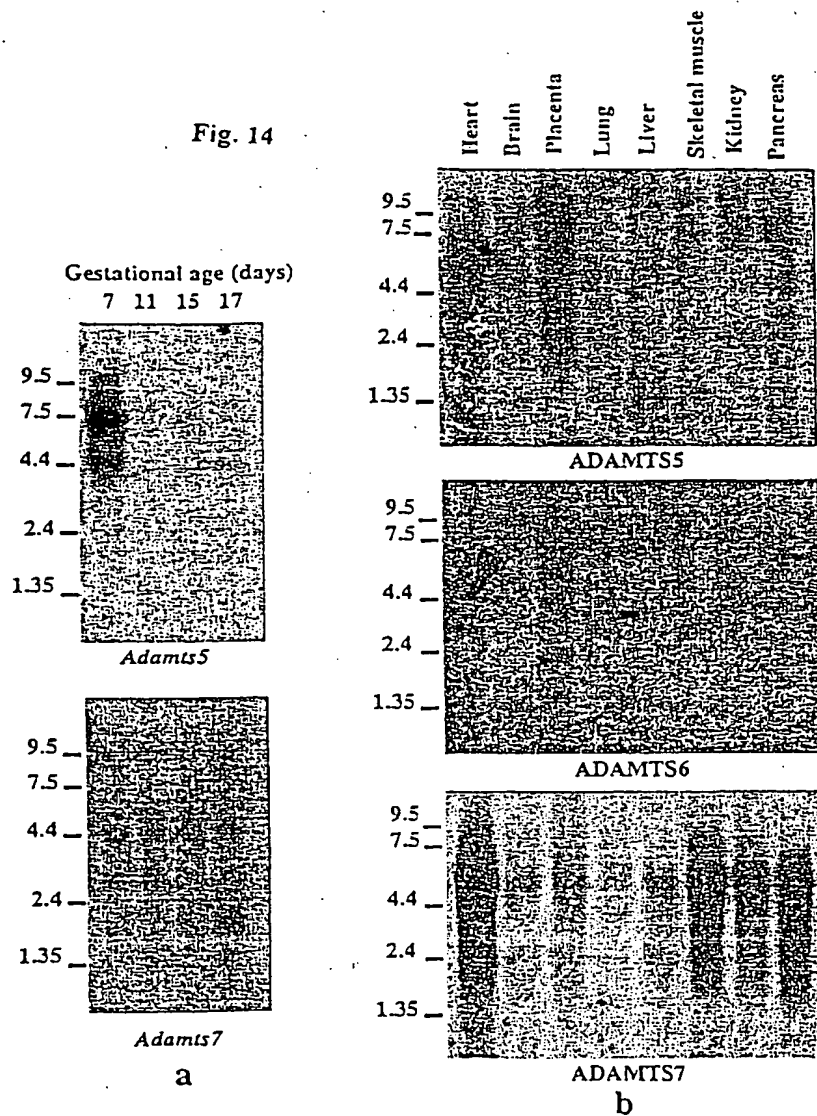 Fig. 14
Gestational age (days)
7 11 15 17
9.5
7.5
4.4
2.4
1.35
Adamts5
9.5
7.5
4.4
2.4
1.35
Adamts7
a
Heart
Brain
Placenta
Lung
Liver
Skeletal muscle
Kidney
Pancreas
9.5
7.5
4.4
2.4
1.35
ADAMTS5
9.5
7.5
4.4
2.4
1.35
ADAMTS6
9.5
7.5
4.4
2.4
1.35
ADAMTS7
b